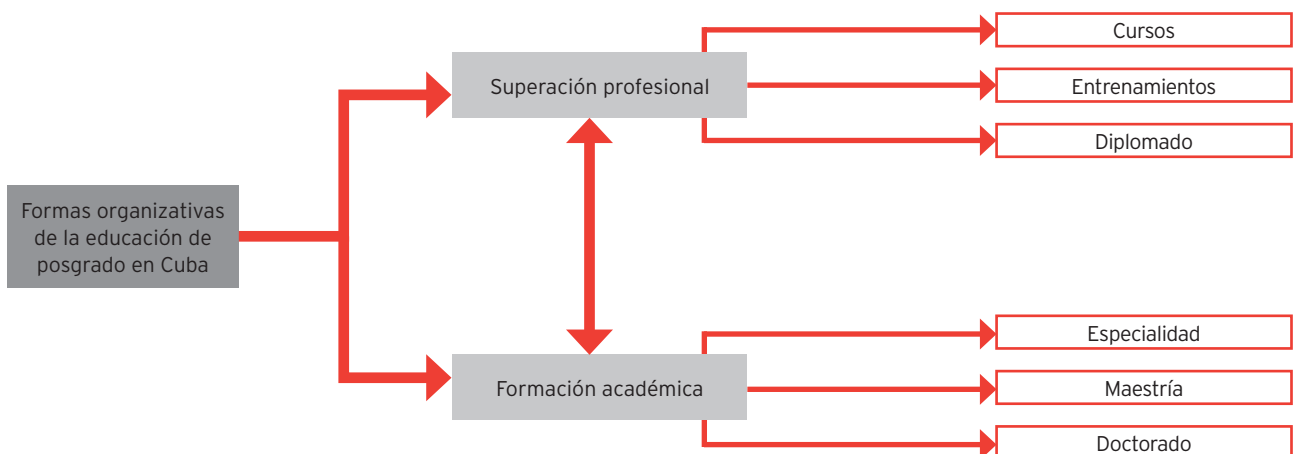 Formas organizativas
de la educación de
posgrado en Cuba
Superación profesional
Cursos
Entrenamientos
Diplomado
Formación académica
Especialidad
Maestría
Doctorado